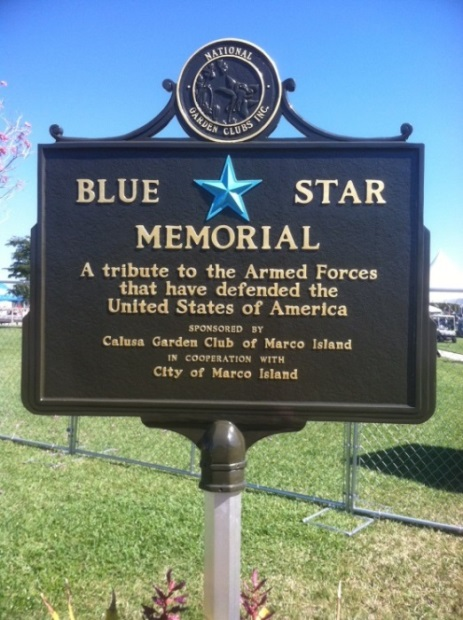 NATIONAL
GARDEN CLUBS INC.
BLUE STAR
MEMORIAL
A tribute to the Armed Forces
that have defended the
United States of America
SPONSORED BY
Calusa Garden Club of Marco Island
IN COOPERATION WITH
City of Marco Island